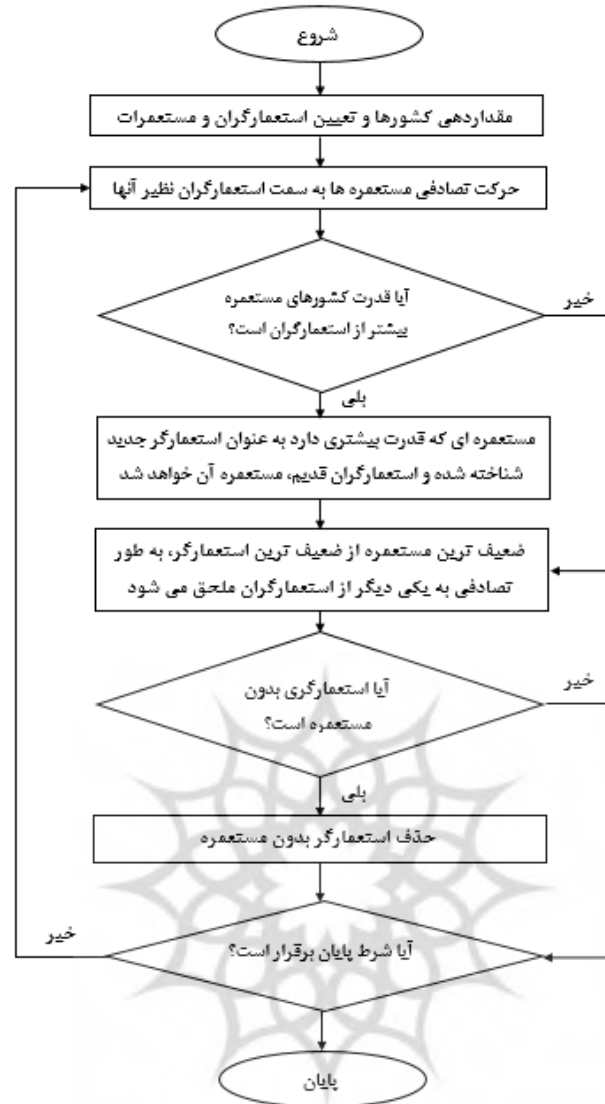 شروع
مقداردهی کشورها و تعیین استعمارگران و مستعمرات
حرکت تصادفی مستعمره ها به سمت استعمارگران نظیر آنها
آیا قدرت کشورهای مستعمره
بیشتر از استعمارگران است؟
خیر
بلی
مستعمره ای که قدرت بیشتری دارد به عنوان استعمارگر جدید
شناخته شده و استعمارگران قدیم، مستعمره آن خواهد شد
ضعیف ترین مستعمره از ضعیف ترین استعمارگر، به طور
تصادفی به یکی دیگر از استعمارگران ملحق می شود
آیا استعمارگری بدون
مستعمره است؟
خیر
بلی
حذف استعمارگر بدون مستعمره
آیا شرط پایان برقرار است؟
خیر
پایان